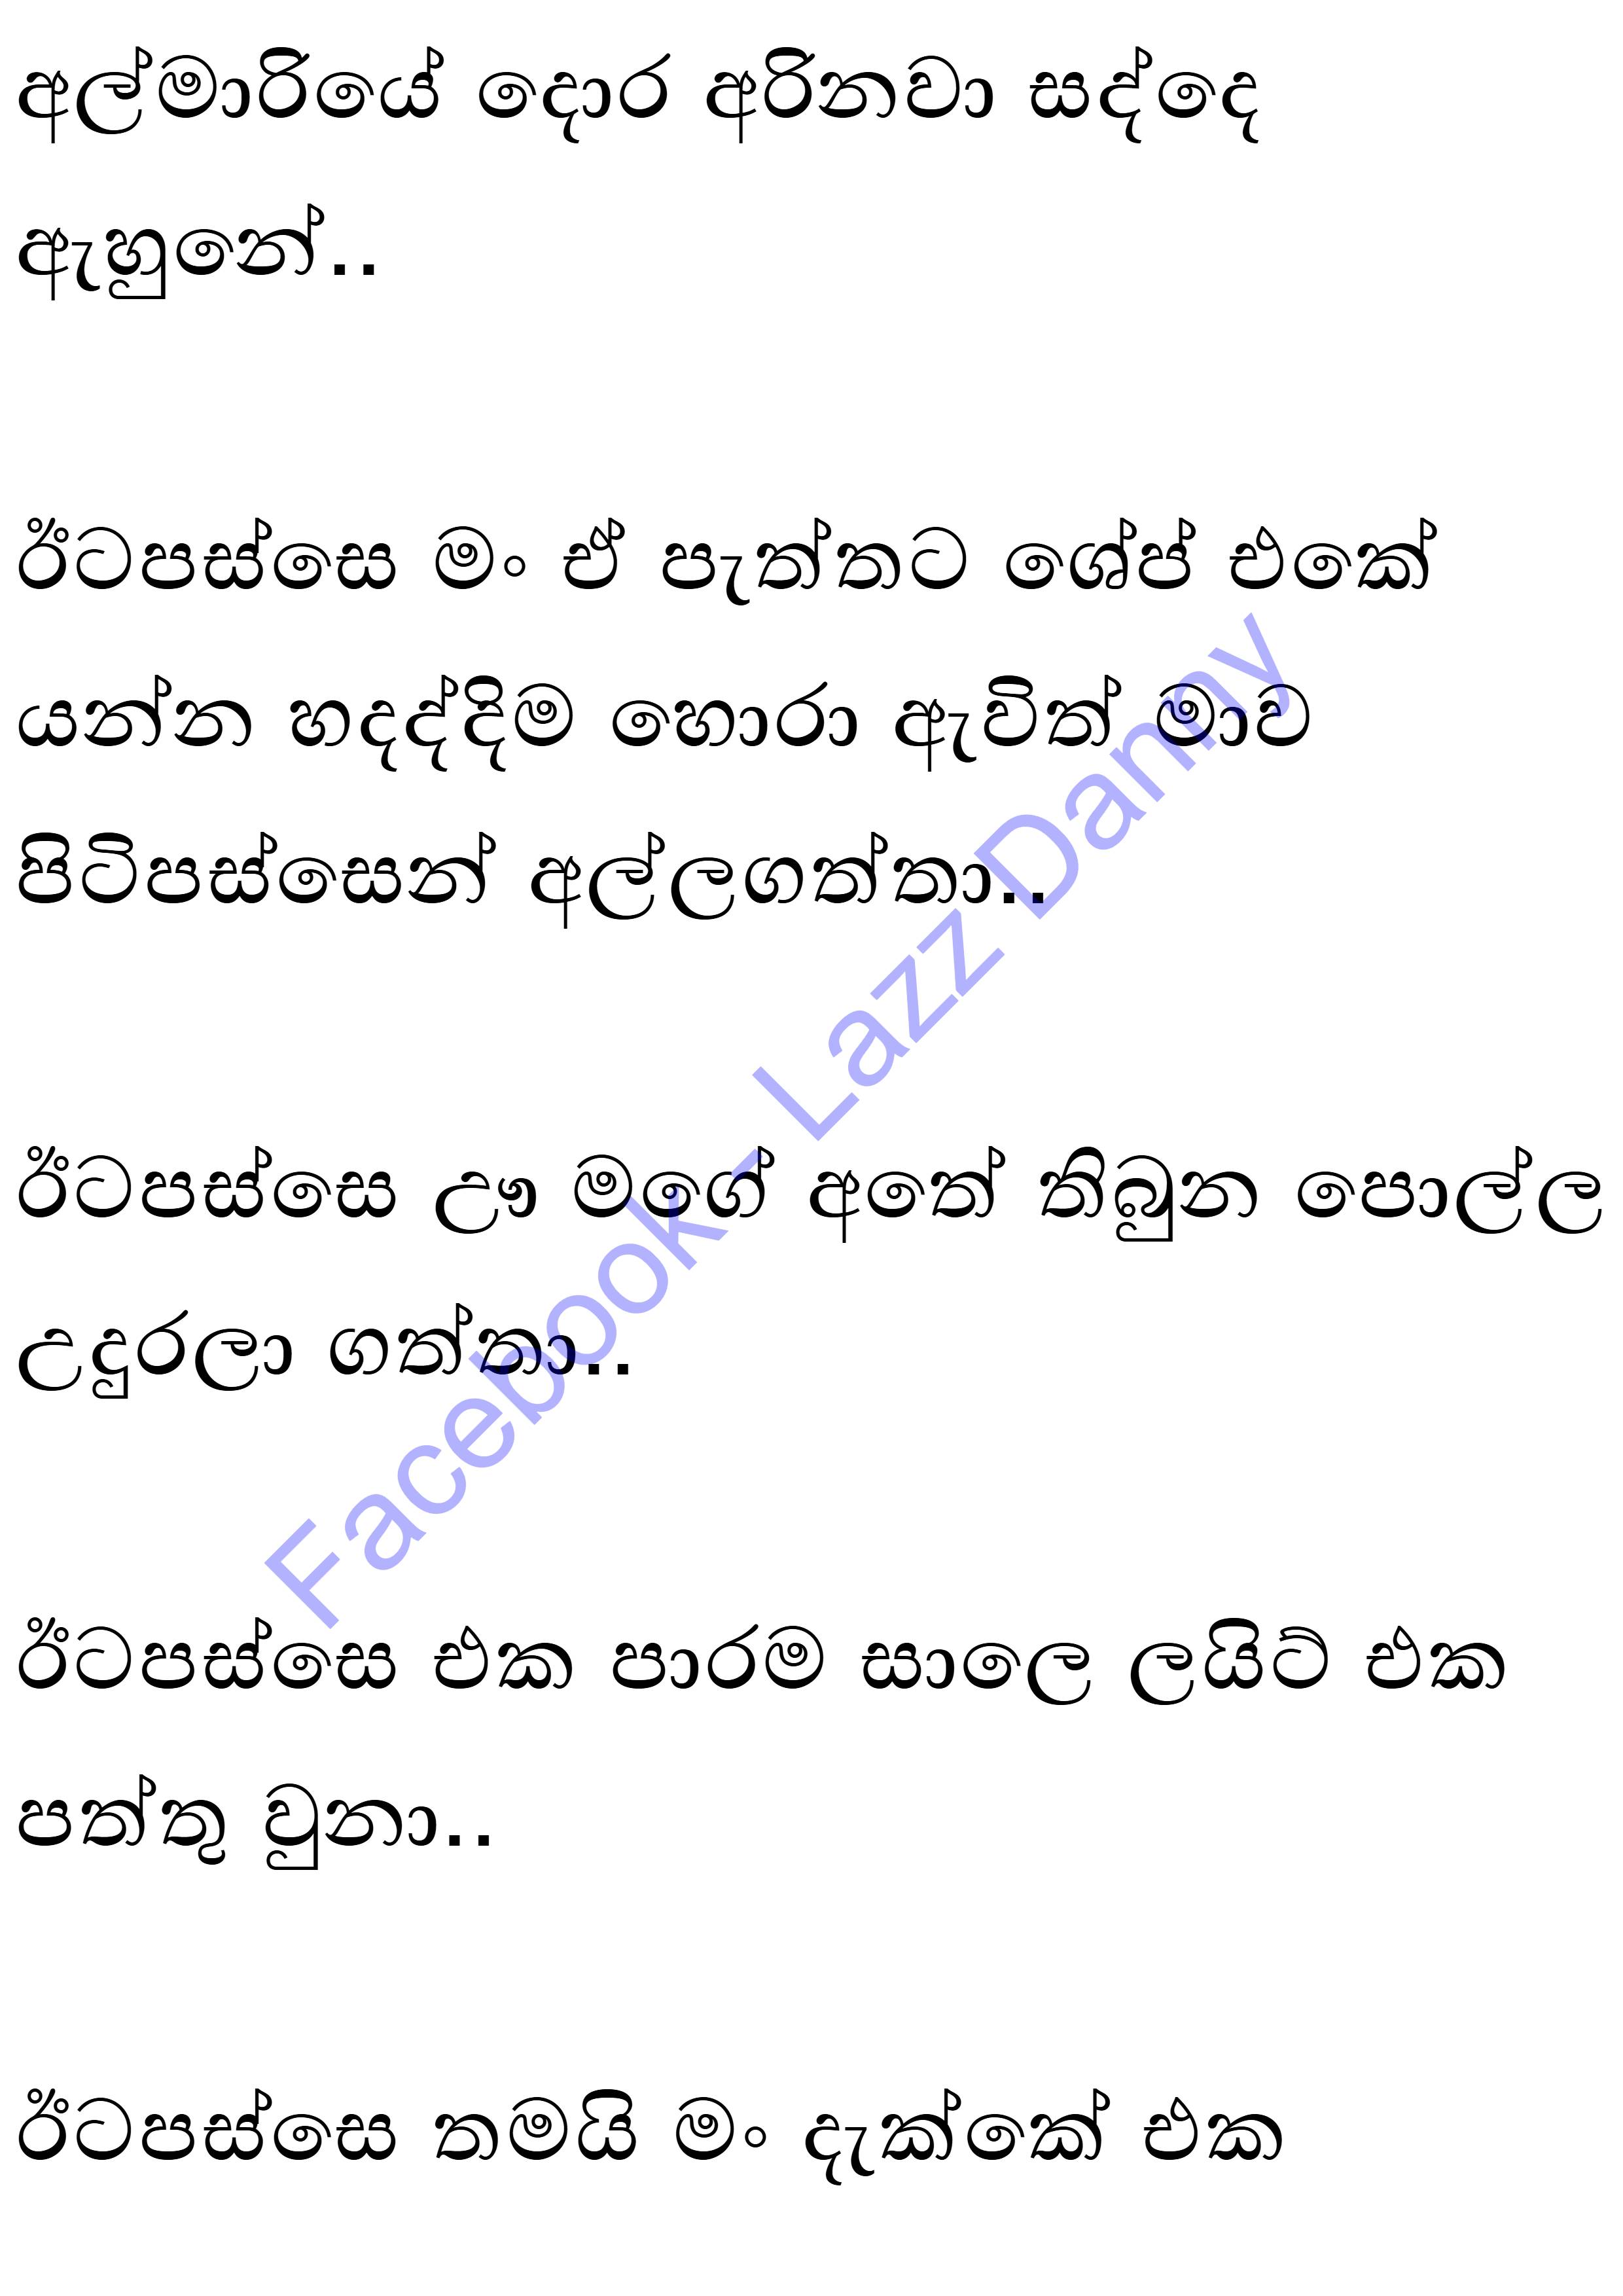 අල්මාරියේ දොර අරිනවා සද්දෙ
ඇහුනේ..
ඊටපස්සෙ මං ඒ පැත්තට ශේප් එකේ
යන්න හදද්දිම හොරා ඇවිත් මාව
පිටිපස්සෙන් අල්ලගත්තා..
ඊටපස්සෙ ඌ මගේ අතේ තිබුන පොල්ල
උදුරලා ගත්තා..
ඊටපස්සෙ එක පාරම සාලෙ ලයිට් එක
පත්තු වුනා..
ඊටපස්සෙ තමයි මං දැක්කේ එක
Facebook - Lazz Danny